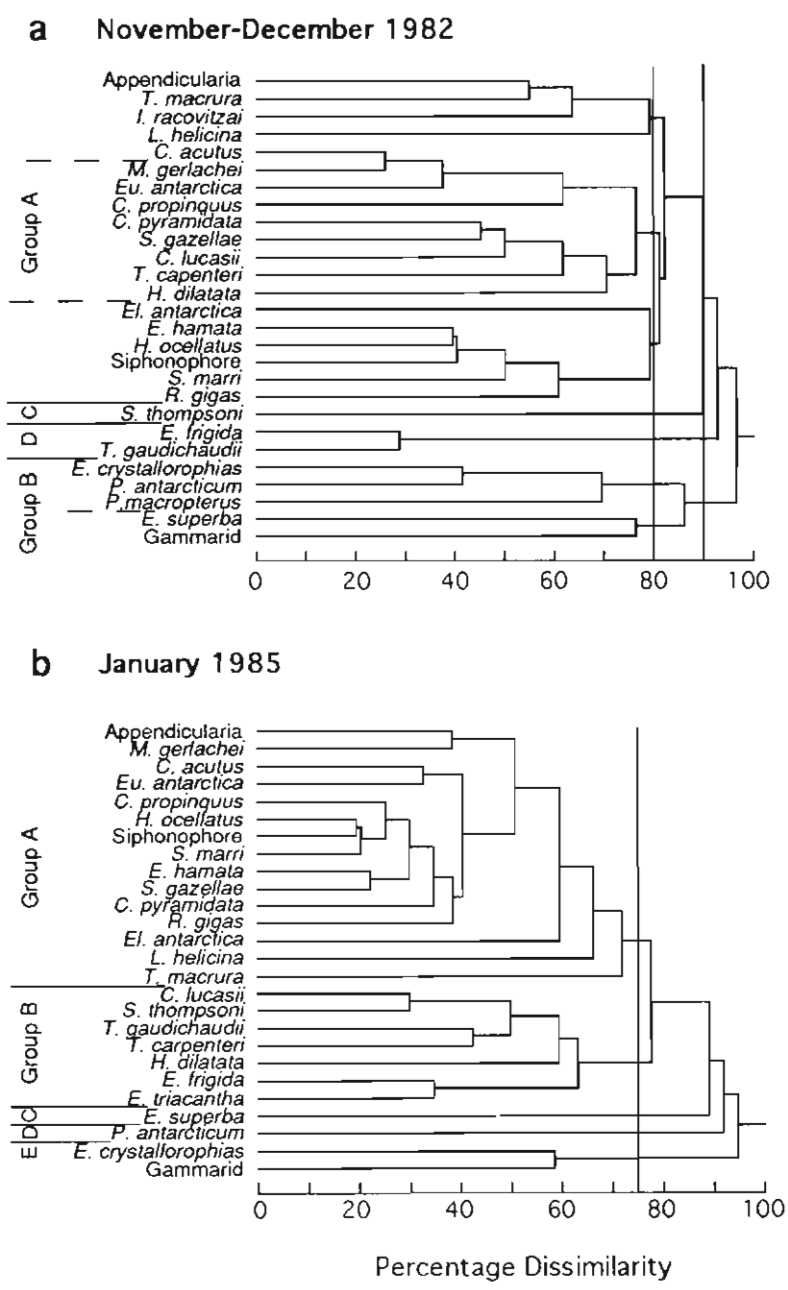 a November-December 1982
Appendicularia
T. macrura
I. racovitzai
L. helicina
C. acutus
M. gerlachei
Eu. antarctica
C. propinquus
C. pyramidata
S. gazellae
C. lucasii
T. capenteri
H. dilatata
El. antarctica
E. hamata
H. ocellatus
Siphonophore
S. marri
R. gigas
S. thompsoni
E. frigida
T. gaudichaudii
E. crystallorophias
P. antarcticum
P. macropterus
E. superba
Gammarid
Group A
C
D
Group B
0 20 40 60 80 100
b January 1985
Appendicularia
M. gerlachei
C. acutus
Eu. antarctica
C. propinquus
H. ocellatus
Siphonophore
S. marri
E. hamata
S. gazellae
C. pyramidata
R. gigas
El. antarctica
L. helicina
T. macrura
C. lucasii
S. thompsoni
T. gaudichaudii
T. carpenteri
H. dilatata
E. frigida
E. triacantha
E. superba
P. antarcticum
E. crystallorophias
Gammarid
Group A
Group B
C
D
E
0 20 40 60 80 100
Percentage Dissimilarity